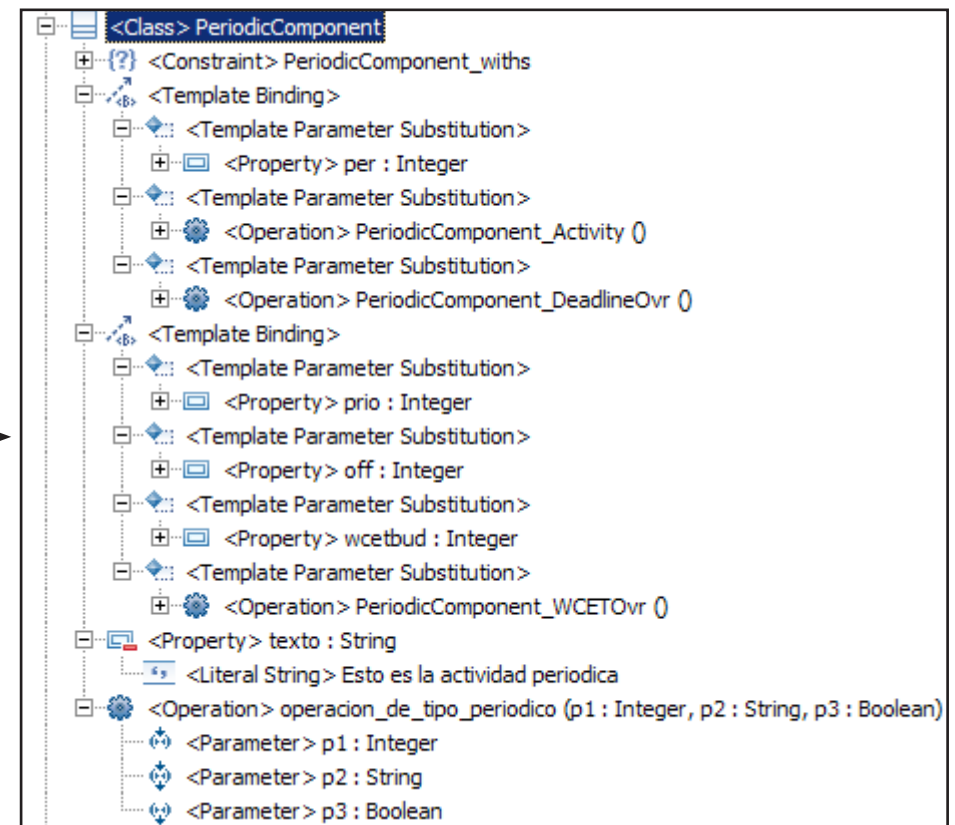 <Class> PeriodicComponent
{?} <Constraint> PeriodicComponent_withs
<B> <Template Binding>
<Template Parameter Substitution>
<Property> per : Integer
<Template Parameter Substitution>
<Operation> PeriodicComponent_Activity ()
<Template Parameter Substitution>
<Operation> PeriodicComponent_DeadlineOvr ()
<B> <Template Binding>
<Template Parameter Substitution>
<Property> prio : Integer
<Template Parameter Substitution>
<Property> off : Integer
<Template Parameter Substitution>
<Property> wcetbud : Integer
<Template Parameter Substitution>
<Operation> PeriodicComponent_WCETOvr ()
<Property> texto : String
<Literal String> Esto es la actividad periodica
<Operation> operacion_de_tipo_periodico (p1 : Integer, p2 : String, p3 : Boolean)
<Parameter> p1 : Integer
<Parameter> p2 : String
<Parameter> p3 : Boolean